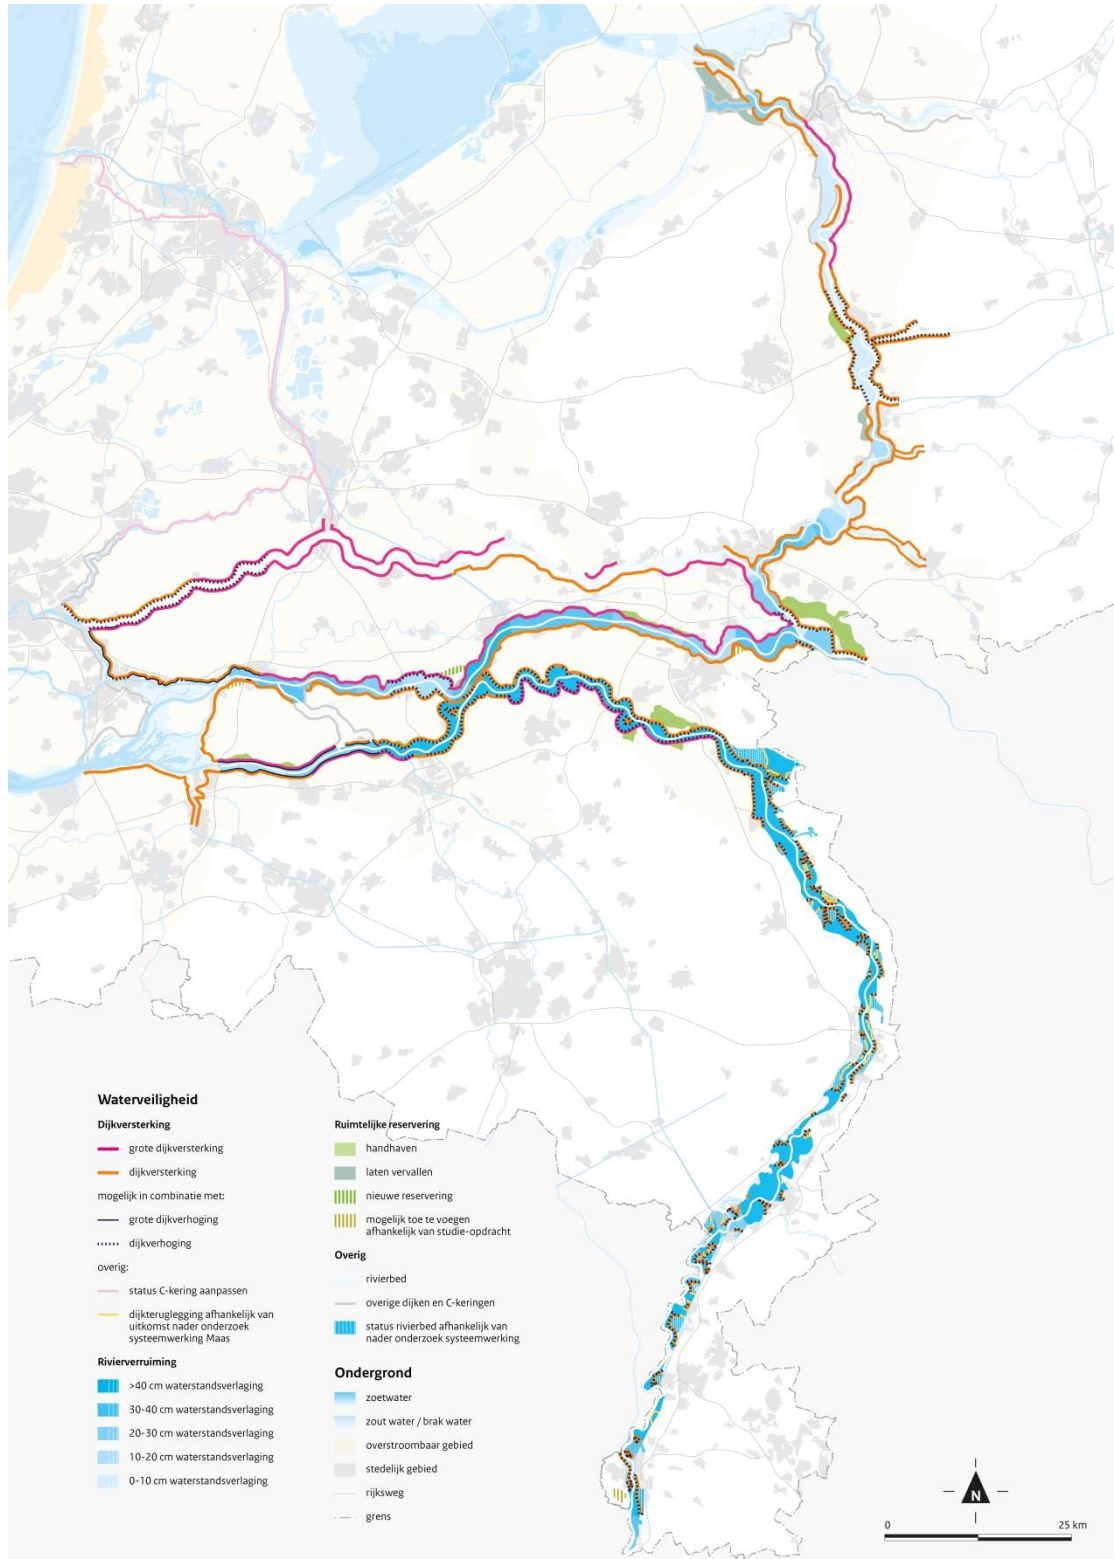 Waterveiligheid
Dijkversterking
grote dijkversterking
dijkversterking
mogelijk in combinatie met:
grote dijkverhoging
dijkverhoging
overig:
status C-kering aanpassen
dijkteruglegging afhankelijk van
uitkomst nader onderzoek
systeemwerking Maas
Rivierverruiming
>40 cm waterstandsverlaging
30-40 cm waterstandsverlaging
20-30 cm waterstandsverlaging
10-20 cm waterstandsverlaging
0-10 cm waterstandsverlaging
Ruimtelijke reservering
handhaven
laten vervallen
nieuwe reservering
mogelijk toe te voegen
afhankelijk van studie-opdracht
Overig
rivierbed
overige dijken en C-keringen
status rivierbed afhankelijk van
nader onderzoek systeemwerking
Ondergrond
zoetwater
zout water / brak water
overstroombaar gebied
stedelijk gebied
rijksweg
grens
N
0 25 km